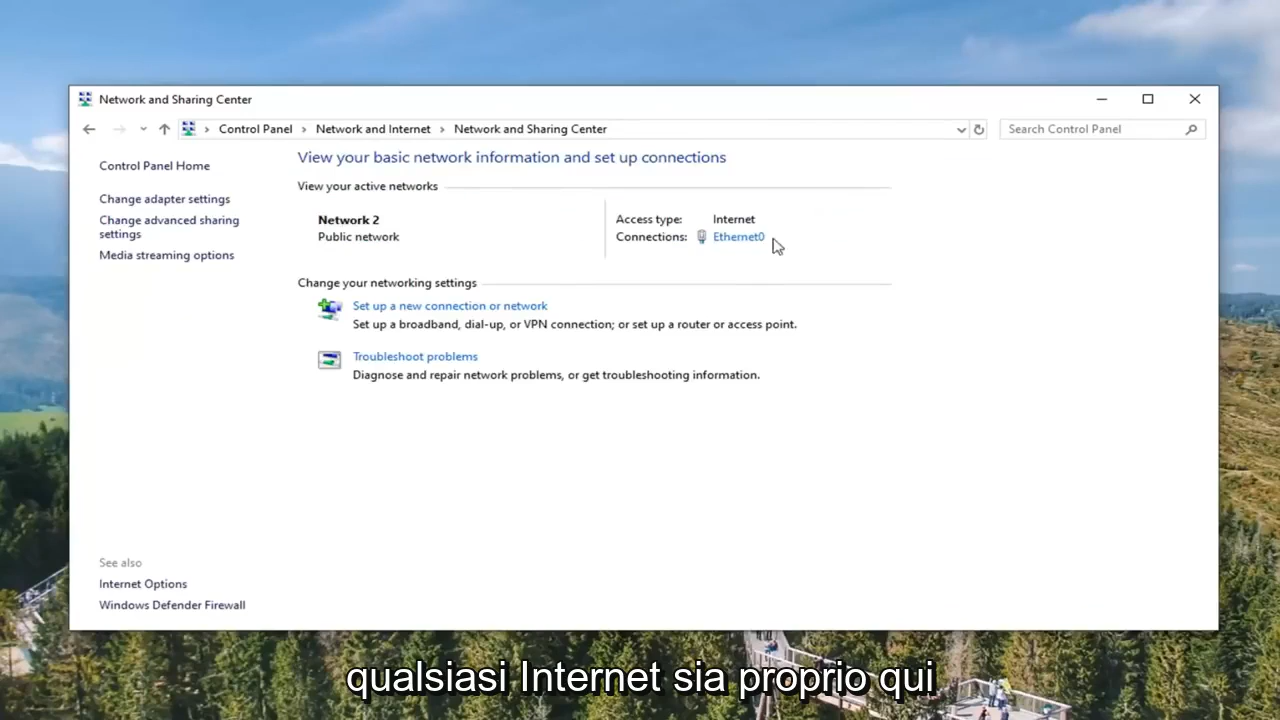 Network and Sharing Center
Control Panel > Network and Internet > Network and Sharing Center
Search Control Panel
Control Panel Home
Change adapter settings
Change advanced sharing
settings
Media streaming options
See also
Internet Options
Windows Defender Firewall
View your basic network information and set up connections
View your active networks
Network 2
Public network
Access type: Internet
Connections: Ethernet0
Change your networking settings
Set up a new connection or network
Set up a broadband, dial-up, or VPN connection; or set up a router or access point.
Troubleshoot problems
Diagnose and repair network problems, or get troubleshooting information.
qualsiasi Internet sia proprio qui